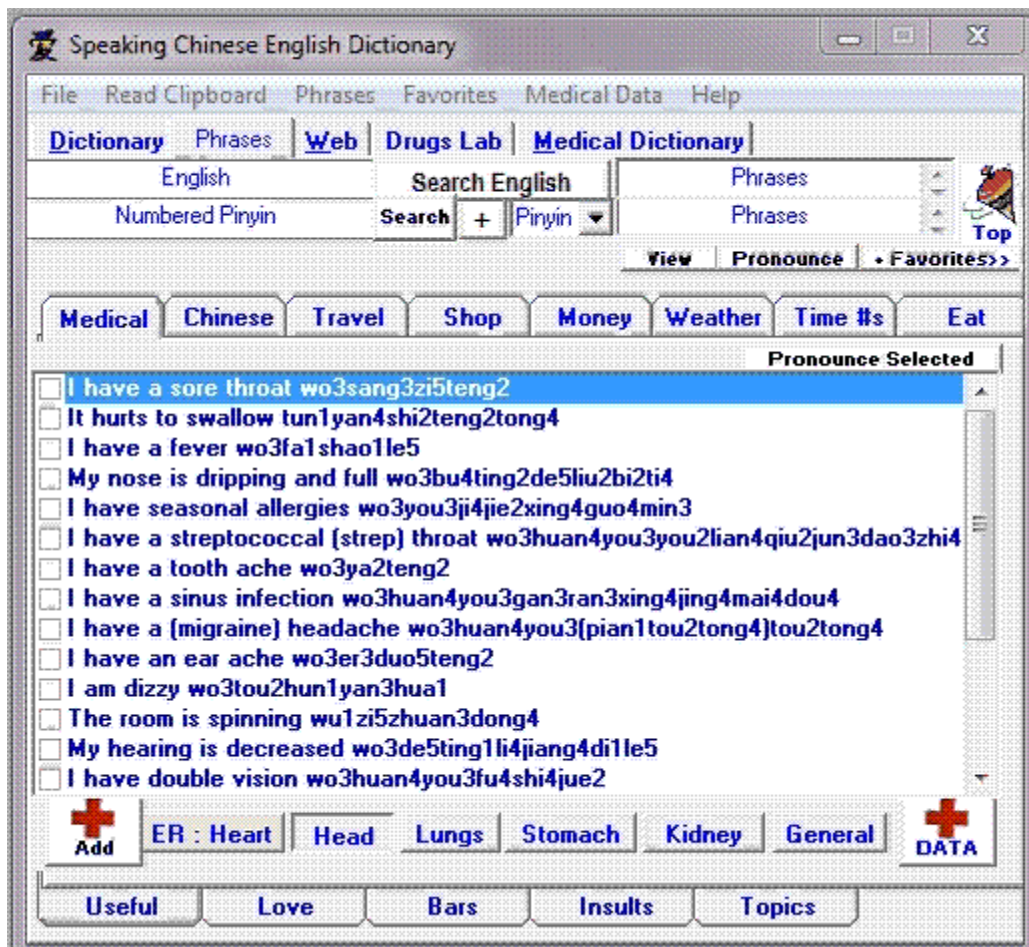 Speaking Chinese English Dictionary
File Read Clipboard Phrases Favorites Medical Data Help
Dictionary Phrases Web Drugs Lab Medical Dictionary
English Search English Phrases
Numbered Pinyin Search + Pinyin Phrases
Top
View Pronounce + Favorites>>
Medical Chinese Travel Shop Money Weather Time #s Eat
Pronounce Selected
I have a sore throat wo3sang3zi5teng2
It hurts to swallow tun1yan4shi2teng2tong4
I have a fever wo3fa1shao1le5
My nose is dripping and full wo3bu4ting2de5liu2bi2ti4
I have seasonal allergies wo3you3ji4jie2xing4guo4min3
I have a streptococcal (strep) throat wo3huan4you3you2lian4qiu2jun3dao3zhi4
I have a tooth ache wo3ya2teng2
I have a sinus infection wo3huan4you3gan3ran3xing4jing4mai4dou4
I have a (migraine) headache wo3huan4you3(pian1tou2tong4)tou2tong4
I have an ear ache wo3er3duo5teng2
I am dizzy wo3tou2hun1yan3hua1
The room is spinning wu1zi5zhuan3dong4
My hearing is decreased wo3de5ting1li4jiang4di1le5
I have double vision wo3huan4you3fu4shi4jue2
Add ER : Heart Head Lungs Stomach Kidney General DATA
Useful Love Bars Insults Topics